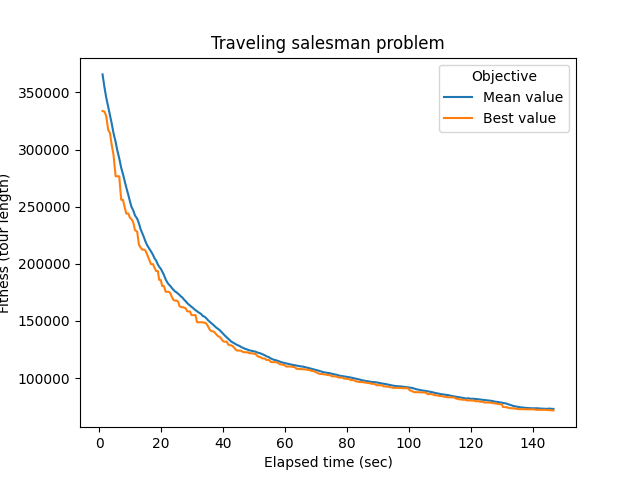 Traveling salesman problem
Objective
Mean value
Best value
Fitness (tour length)
350000
300000
250000
200000
150000
100000
0 20 40 60 80 100 120 140
Elapsed time (sec)